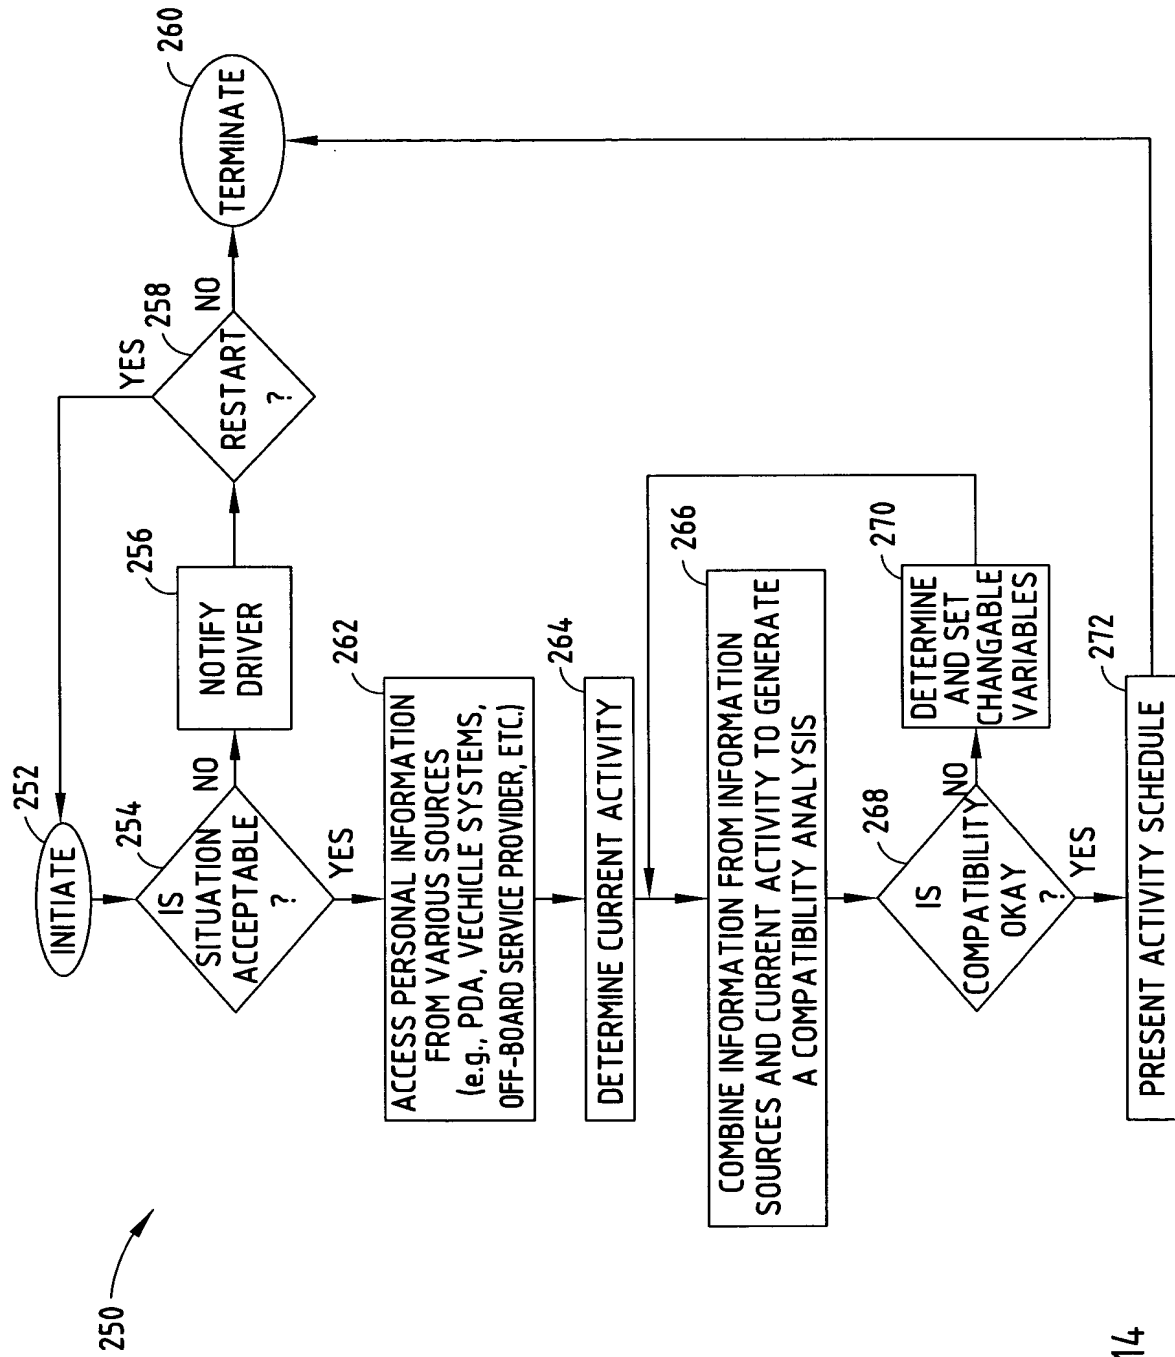 250
INITIATE
252
IS
SITUATION
ACCEPTABLE
?
254
NO
NOTIFY
DRIVER
256
RESTART
?
258
YES
NO
TERMINATE
260
YES
ACCESS PERSONAL INFORMATION
FROM VARIOUS SOURCES
(e.g., PDA, VECHICLE SYSTEMS,
OFF-BOARD SERVICE PROVIDER, ETC.)
262
DETERMINE CURRENT ACTIVITY
264
COMBINE INFORMATION FROM INFORMATION
SOURCES AND CURRENT ACTIVITY TO GENERATE
A COMPATIBILITY ANALYSIS
266
IS
COMPATIBILITY
OKAY
?
268
NO
DETERMINE
AND SET
CHANGABLE
VARIABLES
270
YES
PRESENT ACTIVITY SCHEDULE
272
14